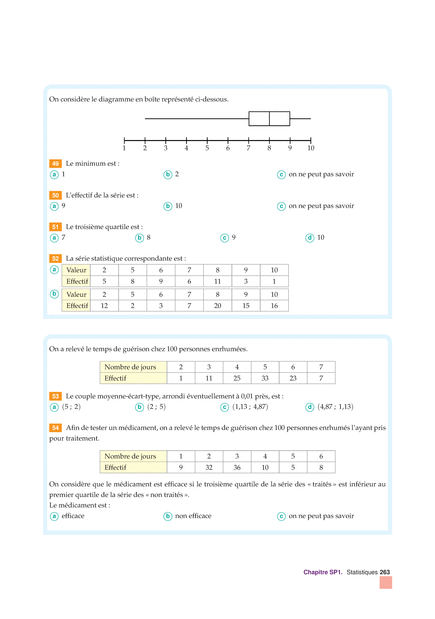 On considère le diagramme en boîte représenté ci-dessous.
1 2 3 4 5 6 7 8 9 10
49 Le minimum est :
a 1 b 2 c on ne peut pas savoir
50 L'effectif de la série est :
a 9 b 10 c on ne peut pas savoir
51 Le troisième quartile est :
a 7 b 8 c 9 d 10
52 La série statistique correspondante est :
a Valeur 2 5 6 7 8 9 10
Effectif 5 8 9 6 11 3 1
b Valeur 2 5 6 7 8 9 10
Effectif 12 2 3 7 20 15 16
On a relevé le temps de guérison chez 100 personnes enrhumées.
Nombre de jours 2 3 4 5 6 7
Effectif 1 11 25 33 23 7
53 Le couple moyenne-écart-type, arrondi éventuellement à 0,01 près, est :
a (5 ; 2) b (2 ; 5) c (1,13 ; 4,87) d (4,87 ; 1,13)
54 Afin de tester un médicament, on a relevé le temps de guérison chez 100 personnes enrhumés l'ayant pris
pour traitement.
Nombre de jours 1 2 3 4 5 6
Effectif 9 32 36 10 5 8
On considère que le médicament est efficace si le troisième quartile de la série des « traités » est inférieur au
premier quartile de la série des « non traités ».
Le médicament est :
a efficace b non efficace c on ne peut pas savoir
Chapitre SP1. Statistiques 263